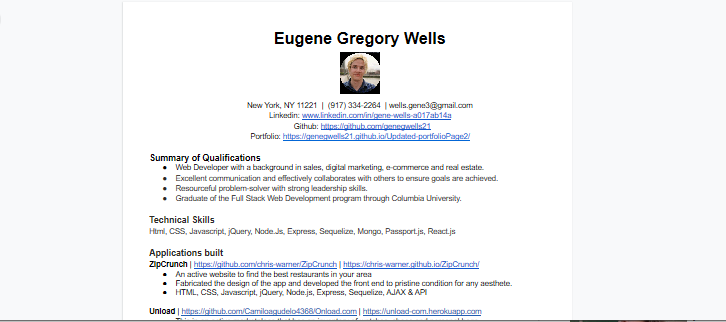 Eugene Gregory Wells
New York, NY 11221 | (917) 334-2264 | wells.gene3@gmail.com
Linkedin: www.linkedin.com/in/gene-wells-a017ab14a
Github: https://github.com/genegwells21
Portfolio: https://genegwells21.github.io/Updated-portfolioPage2/
Summary of Qualifications
● Web Developer with a background in sales, digital marketing, e-commerce and real estate.
● Excellent communication and effectively collaborates with others to ensure goals are achieved.
● Resourceful problem-solver with strong leadership skills.
● Graduate of the Full Stack Web Development program through Columbia University.
Technical Skills
Html, CSS, Javascript, jQuery, Node.Js, Express, Sequelize, Mongo, Passport.js, React.js
Applications built
ZipCrunch | https://github.com/chris-warner/ZipCrunch | https://chris-warner.github.io/ZipCrunch/
● An active website to find the best restaurants in your area
● Fabricated the design of the app and developed the front end to pristine condition for any aesthete.
● HTML, CSS, Javascript, jQuery, Node.js, Express, Sequelize, AJAX & API
Unload | https://github.com/Camiloagudelo4368/Onload.com | https://unload-com.herokuapp.com